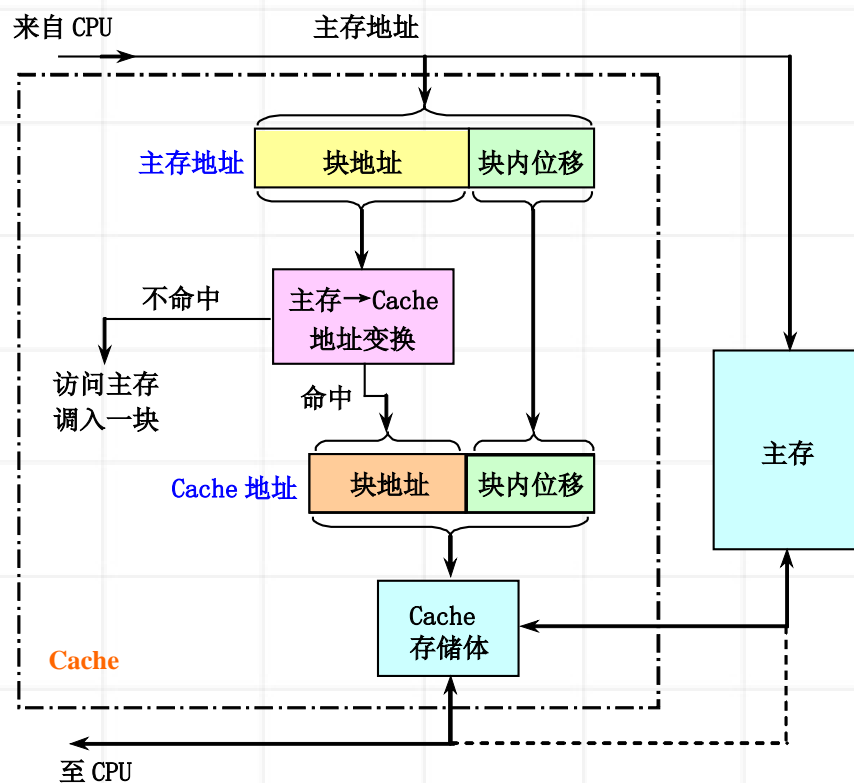 来自 CPU
主存地址
主存地址
块地址
块内位移
主存→Cache
地址变换
不命中
访问主存
调入一块
命中
Cache 地址
块地址
块内位移
主存
Cache
存储体
Cache
至 CPU